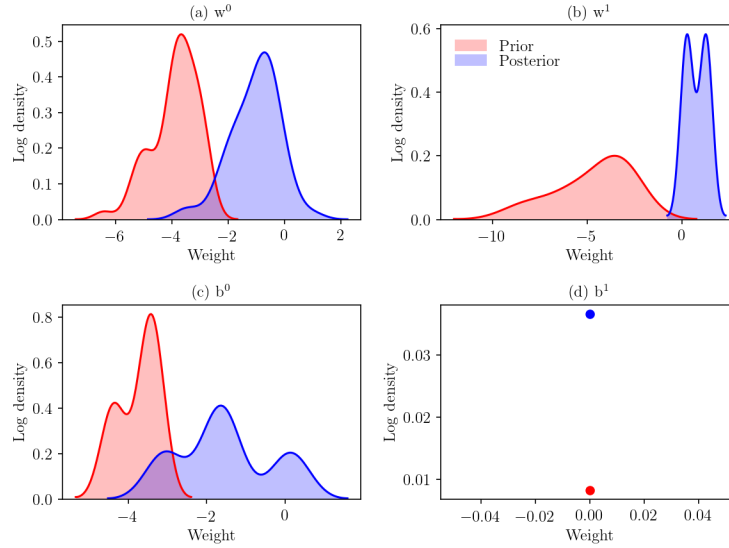 (a) w⁰
0.5
0.4
0.3
0.2
0.1
0.0
−6
−4
−2
0
2
Weight
Log density
(b) w¹
0.6
0.4
0.2
0.0
−10
−5
0
Weight
Log density
Prior
Posterior
(c) b⁰
0.8
0.6
0.4
0.2
0.0
−4
−2
0
Weight
Log density
(d) b¹
0.03
0.02
0.01
−0.04
−0.02
0.00
0.02
0.04
Weight
Log density